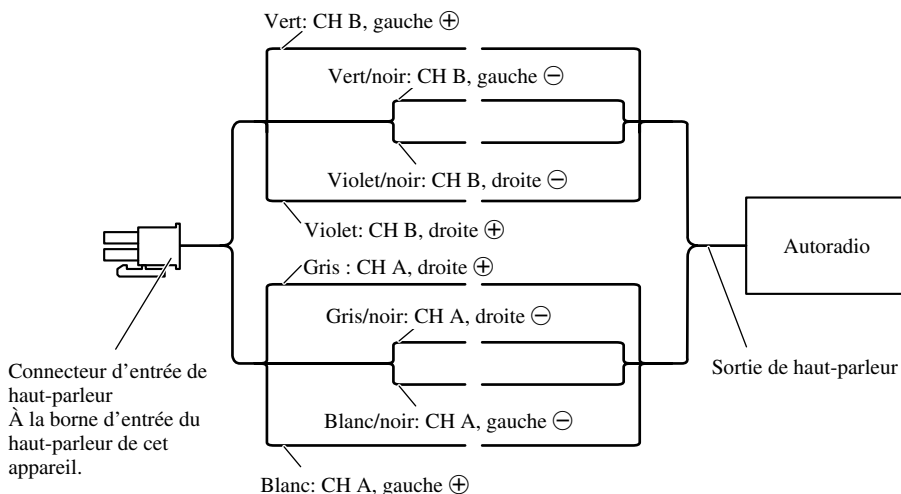 Vert: CH B, gauche ⊕
Vert/noir: CH B, gauche ⊖
Violet/noir: CH B, droite ⊖
Violet: CH B, droite ⊕
Gris : CH A, droite ⊕
Gris/noir: CH A, droite ⊖
Blanc/noir: CH A, gauche ⊖
Blanc: CH A, gauche ⊕
Connecteur d’entrée de
haut-parleur
À la borne d’entrée du
haut-parleur de cet
appareil.
Autoradio
Sortie de haut-parleur